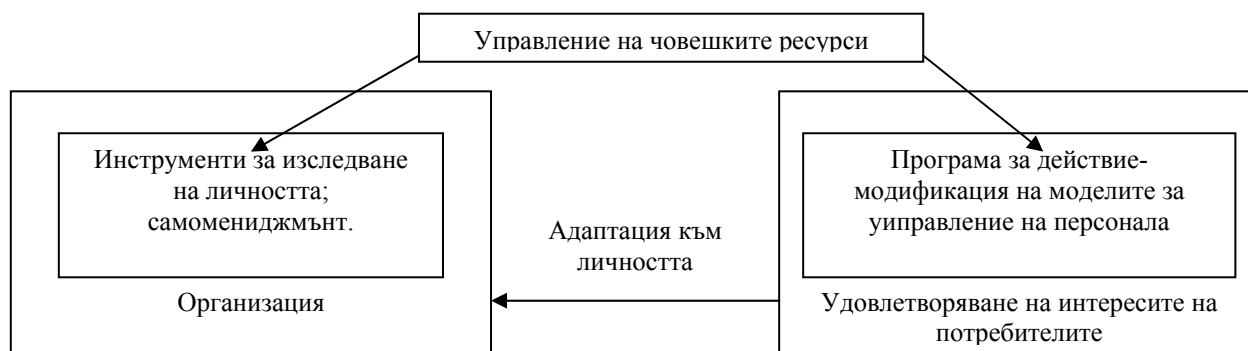 Управление на човешките ресурси
Инструменти за изследване
на личността;
самомениджмънт.
Организация
Адаптация към
личността
Програма за действие-
модификация на моделите за
уиправление на персонала
Удовлетворяване на интересите на
потребителите